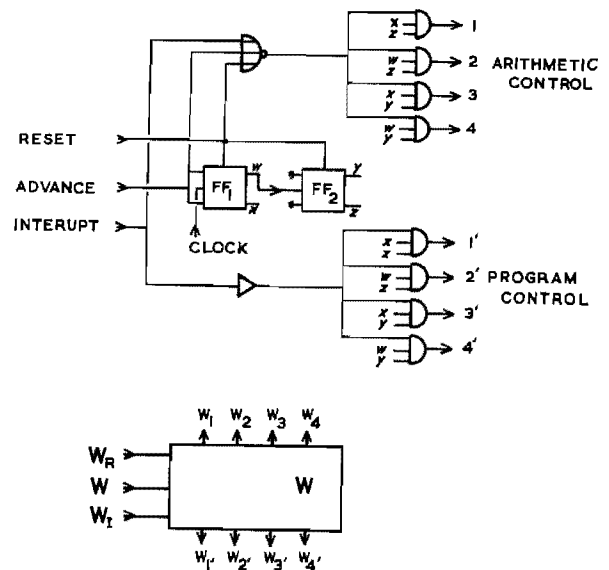 x
z
1
w
z
2
ARITHMETIC
CONTROL
x
y
3
w
y
4
RESET
ADVANCE
INTERUPT
FF1
w
x
CLOCK
FF2
y
z
x
z
1'
w
z
2'
PROGRAM
CONTROL
x
y
3'
w
y
4'
W1 W2 W3 W4
WR
W
WI
W
W1' W2' W3' W4'